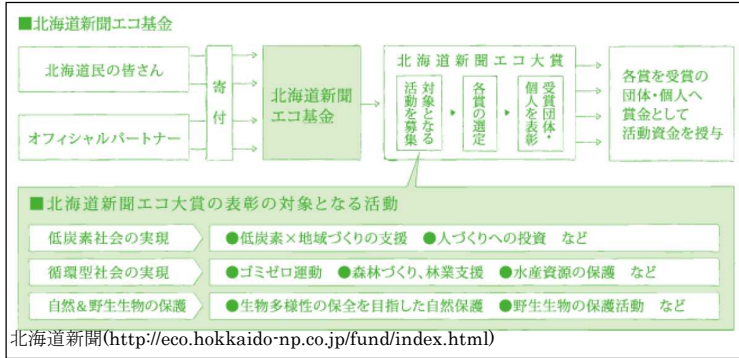 ■北海道新聞エコ基金
北海道民の皆さん
オフィシャルパートナー
寄付
北海道新聞
エコ基金
北海道新聞エコ大賞
対象となる
活動を募集
各賞の選定
受賞団体・
個人を表彰
各賞を受賞の
団体・個人へ
賞金として
活動資金を授与
■北海道新聞エコ大賞の表彰の対象となる活動
低炭素社会の実現
●低炭素×地域づくりの支援 ●人づくりへの投資 など
循環型社会の実現
●ゴミゼロ運動 ●森林づくり、林業支援 ●水産資源の保護 など
自然&野生生物の保護
●生物多様性の保全を目指した自然保護 ●野生生物の保護活動 など
北海道新聞(http://eco.hokkaido-np.co.jp/fund/index.html)